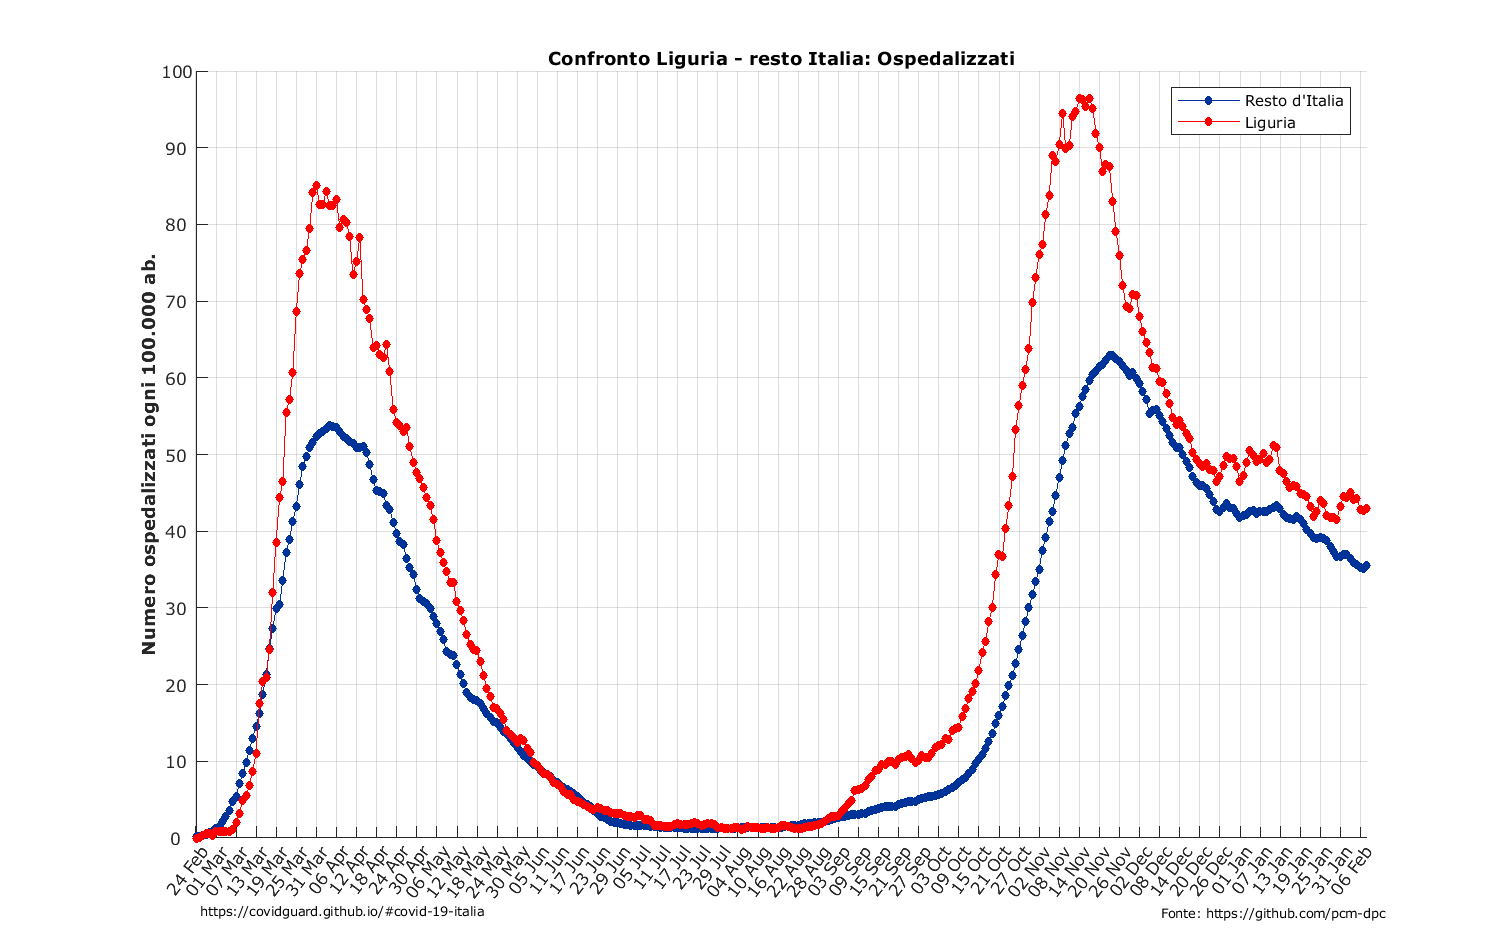 Confronto Liguria - resto Italia: Ospedalizzati
Resto d'Italia
Liguria
Numero ospedalizzati ogni 100.000 ab.
100
90
80
70
60
50
40
30
20
10
0
24 Feb
01 Mar
07 Mar
13 Mar
19 Mar
25 Mar
31 Mar
06 Apr
12 Apr
18 Apr
24 Apr
30 Apr
06 May
12 May
18 May
24 May
30 May
05 Jun
11 Jun
17 Jun
23 Jun
29 Jun
05 Jul
11 Jul
17 Jul
23 Jul
29 Jul
04 Aug
10 Aug
16 Aug
22 Aug
28 Aug
03 Sep
09 Sep
15 Sep
21 Sep
27 Sep
03 Oct
09 Oct
15 Oct
21 Oct
27 Oct
02 Nov
08 Nov
14 Nov
20 Nov
26 Nov
02 Dec
08 Dec
14 Dec
20 Dec
26 Dec
01 Jan
07 Jan
13 Jan
19 Jan
25 Jan
31 Jan
06 Feb
https://covidguard.github.io/#covid-19-italia
Fonte: https://github.com/pcm-dpc